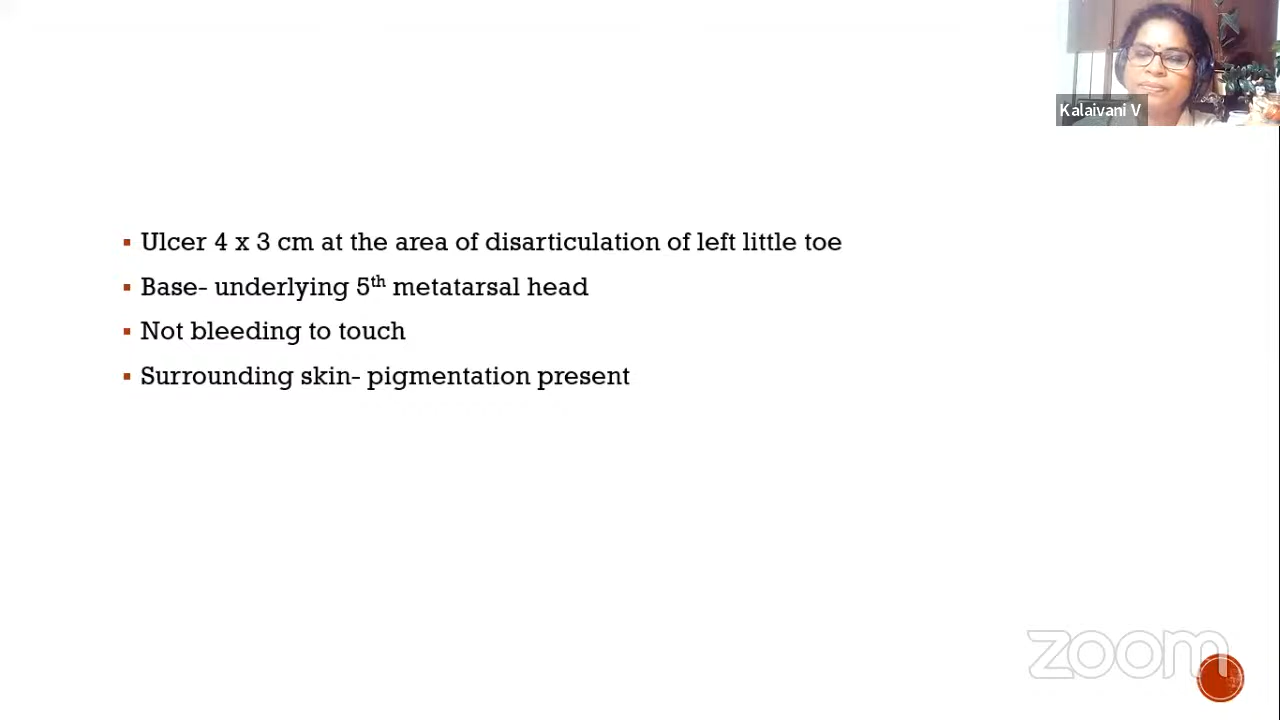 Kalaivani V
▪ Ulcer 4 x 3 cm at the area of disarticulation of left little toe
▪ Base- underlying 5th metatarsal head
▪ Not bleeding to touch
▪ Surrounding skin- pigmentation present
zoom